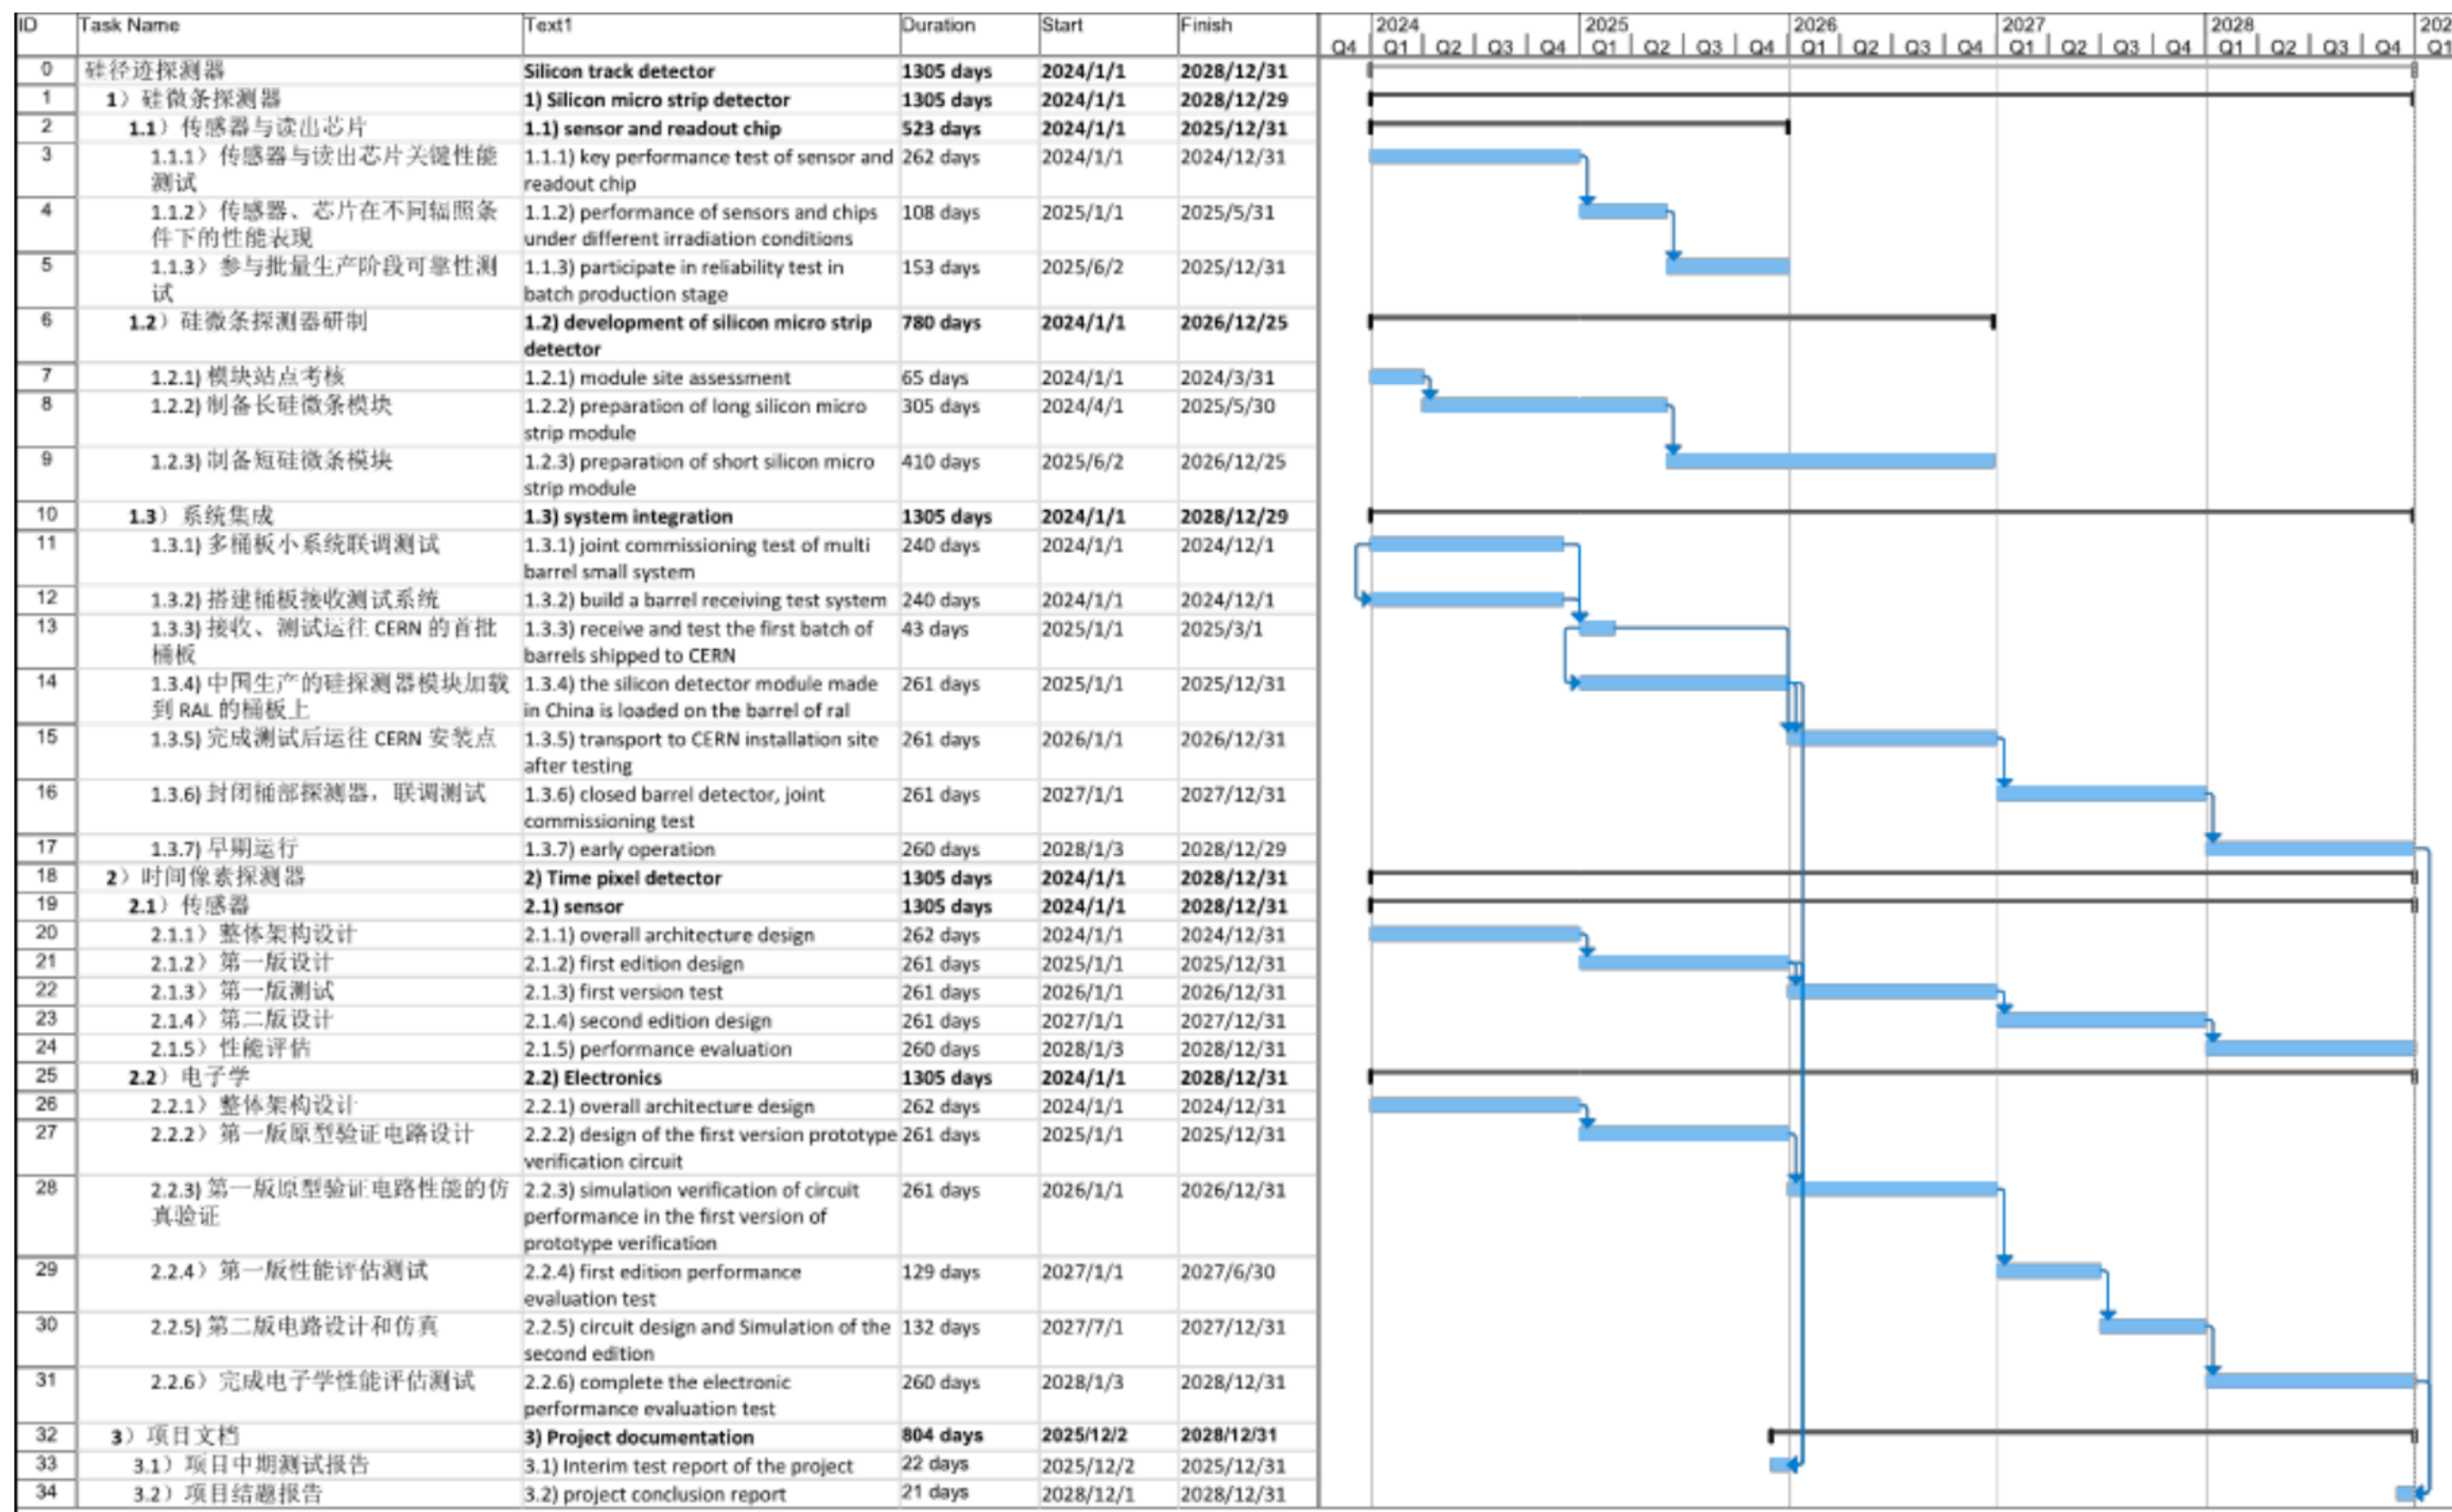 ID Task Name Text1 Duration Start Finish 2024 2025 2026 2027 2028 202
Q4 Q1 Q2 Q3 Q4 Q1 Q2 Q3 Q4 Q1 Q2 Q3 Q4 Q1 Q2 Q3 Q4 Q1 Q2 Q3 Q4 Q1
0 硅径迹探测器 Silicon track detector 1305 days 2024/1/1 2028/12/31
1 1）硅微条探测器 1) Silicon micro strip detector 1305 days 2024/1/1 2028/12/29
2 1.1）传感器与读出芯片 1.1) sensor and readout chip 523 days 2024/1/1 2025/12/31
3 1.1.1）传感器与读出芯片关键性能 1.1.1) key performance test of sensor and 262 days 2024/1/1 2024/12/31
测试 readout chip
4 1.1.2）传感器、芯片在不同辐照条 1.1.2) performance of sensors and chips 108 days 2025/1/1 2025/5/31
件下的性能表现 under different irradiation conditions
5 1.1.3）参与批量生产阶段可靠性测 1.1.3) participate in reliability test in 153 days 2025/6/2 2025/12/31
试 batch production stage
6 1.2）硅微条探测器研制 1.2) development of silicon micro strip 780 days 2024/1/1 2026/12/25
detector
7 1.2.1) 模块站点考核 1.2.1) module site assessment 65 days 2024/1/1 2024/3/31
8 1.2.2) 制备长硅微条模块 1.2.2) preparation of long silicon micro 305 days 2024/4/1 2025/5/30
strip module
9 1.2.3) 制备短硅微条模块 1.2.3) preparation of short silicon micro 410 days 2025/6/2 2026/12/25
strip module
10 1.3）系统集成 1.3) system integration 1305 days 2024/1/1 2028/12/29
11 1.3.1) 多桶板小系统联调测试 1.3.1) joint commissioning test of multi 240 days 2024/1/1 2024/12/1
barrel small system
12 1.3.2) 搭建桶板接收测试系统 1.3.2) build a barrel receiving test system 240 days 2024/1/1 2024/12/1
13 1.3.3) 接收、测试运往 CERN 的首批 1.3.3) receive and test the first batch of 43 days 2025/1/1 2025/3/1
桶板 barrels shipped to CERN
14 1.3.4) 中国生产的硅探测器模块加载 1.3.4) the silicon detector module made 261 days 2025/1/1 2025/12/31
到 RAL 的桶板上 in China is loaded on the barrel of ral
15 1.3.5) 完成测试后运往 CERN 安装点 1.3.5) transport to CERN installation site 261 days 2026/1/1 2026/12/31
after testing
16 1.3.6) 封闭桶部探测器，联调测试 1.3.6) closed barrel detector, joint 261 days 2027/1/1 2027/12/31
commissioning test
17 1.3.7) 早期运行 1.3.7) early operation 260 days 2028/1/3 2028/12/29
18 2）时间像素探测器 2) Time pixel detector 1305 days 2024/1/1 2028/12/31
19 2.1）传感器 2.1) sensor 1305 days 2024/1/1 2028/12/31
20 2.1.1）整体架构设计 2.1.1) overall architecture design 262 days 2024/1/1 2024/12/31
21 2.1.2）第一版设计 2.1.2) first edition design 261 days 2025/1/1 2025/12/31
22 2.1.3）第一版测试 2.1.3) first version test 261 days 2026/1/1 2026/12/31
23 2.1.4）第二版设计 2.1.4) second edition design 261 days 2027/1/1 2027/12/31
24 2.1.5）性能评估 2.1.5) performance evaluation 260 days 2028/1/3 2028/12/31
25 2.2）电子学 2.2) Electronics 1305 days 2024/1/1 2028/12/31
26 2.2.1）整体架构设计 2.2.1) overall architecture design 262 days 2024/1/1 2024/12/31
27 2.2.2）第一版原型验证电路设计 2.2.2) design of the first version prototype 261 days 2025/1/1 2025/12/31
verification circuit
28 2.2.3) 第一版原型验证电路性能的仿 2.2.3) simulation verification of circuit 261 days 2026/1/1 2026/12/31
真验证 performance in the first version of
prototype verification
29 2.2.4）第一版性能评估测试 2.2.4) first edition performance 129 days 2027/1/1 2027/6/30
evaluation test
30 2.2.5) 第二版电路设计和仿真 2.2.5) circuit design and Simulation of the 132 days 2027/7/1 2027/12/31
second edition
31 2.2.6）完成电子学性能评估测试 2.2.6) complete the electronic 260 days 2028/1/3 2028/12/31
performance evaluation test
32 3）项目文档 3) Project documentation 804 days 2025/12/2 2028/12/31
33 3.1）项目中期测试报告 3.1) Interim test report of the project 22 days 2025/12/2 2025/12/31
34 3.2）项目结题报告 3.2) project conclusion report 21 days 2028/12/1 2028/12/31